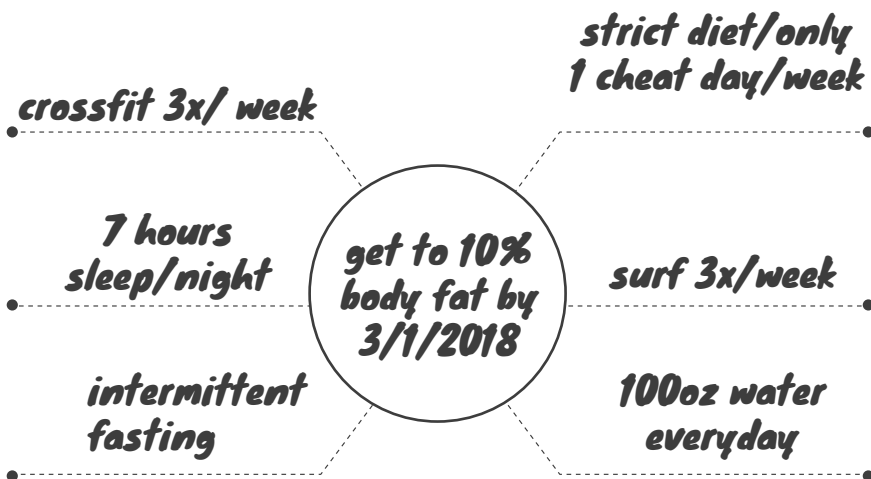 strict diet/only
1 cheat day/week
crossfit 3x/ week
7 hours
sleep/night
get to 10%
body fat by
3/1/2018
surf 3x/week
intermittent
fasting
100oz water
everyday